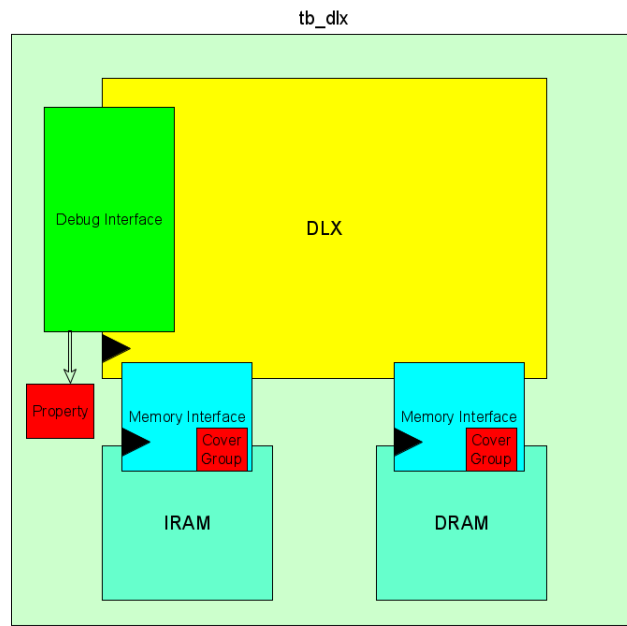 tb_dlx
Debug Interface
DLX
Property
Memory Interface
Cover
Group
Memory Interface
Cover
Group
IRAM
DRAM